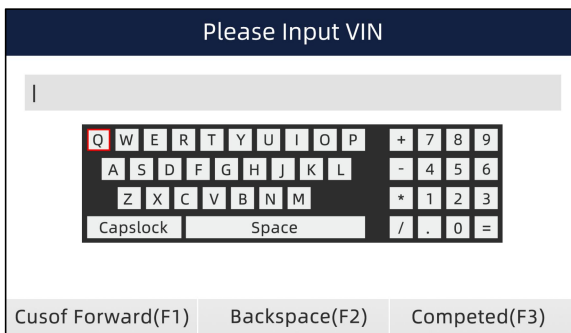 Please Input VIN
|
Q W E R T Y U I O P + 7 8 9
A S D F G H J K L - 4 5 6
Z X C V B N M * 1 2 3
Capslock Space / . 0 =
Cusof Forward(F1) Backspace(F2) Competed(F3)